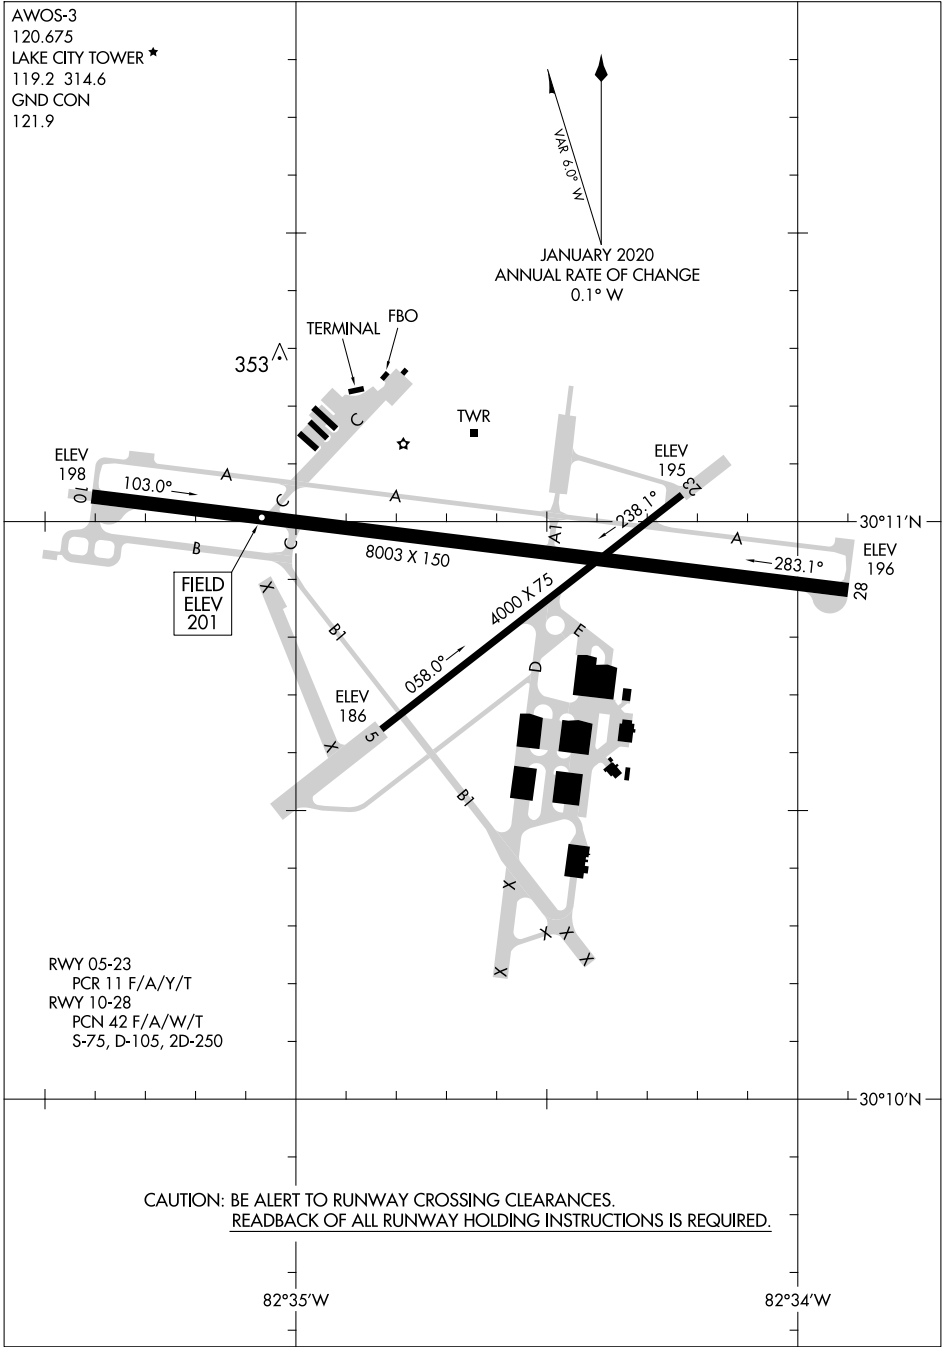 AWOS-3
120.675
LAKE CITY TOWER ★
119.2 314.6
GND CON
121.9
VAR 6.0° W
JANUARY 2020
ANNUAL RATE OF CHANGE
0.1° W
FBO
TERMINAL
353
C
TWR
ELEV
198
ELEV
195
A
10
103.0°
C
A
23
238.1°
30°11'N
A1
A
B
C
8003 X 150
283.1°
ELEV
196
28
FIELD
ELEV
201
X
4000 X 75
B1
E
D
058.0°
ELEV
186
5
X
B1
X
X
X
X
X
RWY 05-23
PCR 11 F/A/Y/T
RWY 10-28
PCN 42 F/A/W/T
S-75, D-105, 2D-250
30°10'N
CAUTION: BE ALERT TO RUNWAY CROSSING CLEARANCES.
READBACK OF ALL RUNWAY HOLDING INSTRUCTIONS IS REQUIRED.
82°35'W
82°34'W